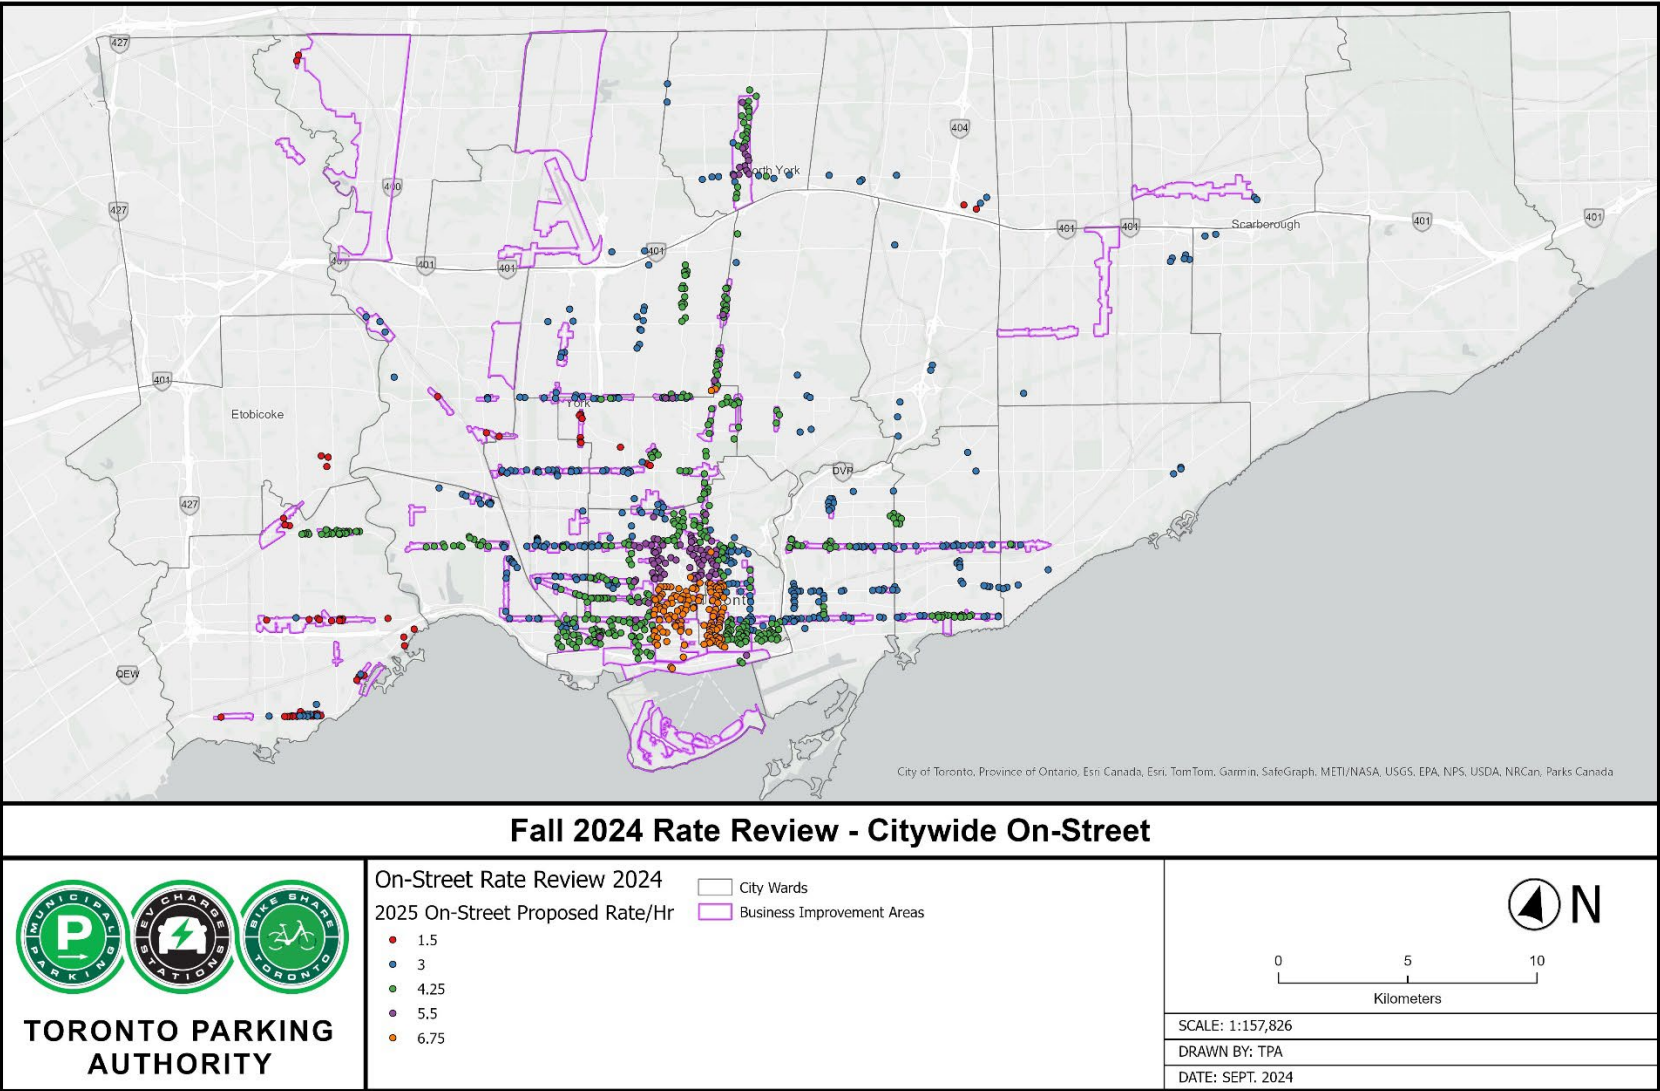 427
404
400
North York
427
Scarborough
401
401
401
401
401
401
401
401
401
401
Etobicoke
York
DVP
427
Toronto
QEW
City of Toronto, Province of Ontario, Esri Canada, Esri, TomTom, Garmin, SafeGraph, METI/NASA, USGS, EPA, NPS, USDA, NRCan, Parks Canada
Fall 2024 Rate Review - Citywide On-Street
MUNICIPAL PARKING
P
EV CHARGE STATIONS
BIKE SHARE TORONTO
TORONTO PARKING
AUTHORITY
On-Street Rate Review 2024
2025 On-Street Proposed Rate/Hr
1.5
3
4.25
5.5
6.75
City Wards
Business Improvement Areas
N
0 5 10
Kilometers
SCALE: 1:157,826
DRAWN BY: TPA
DATE: SEPT. 2024